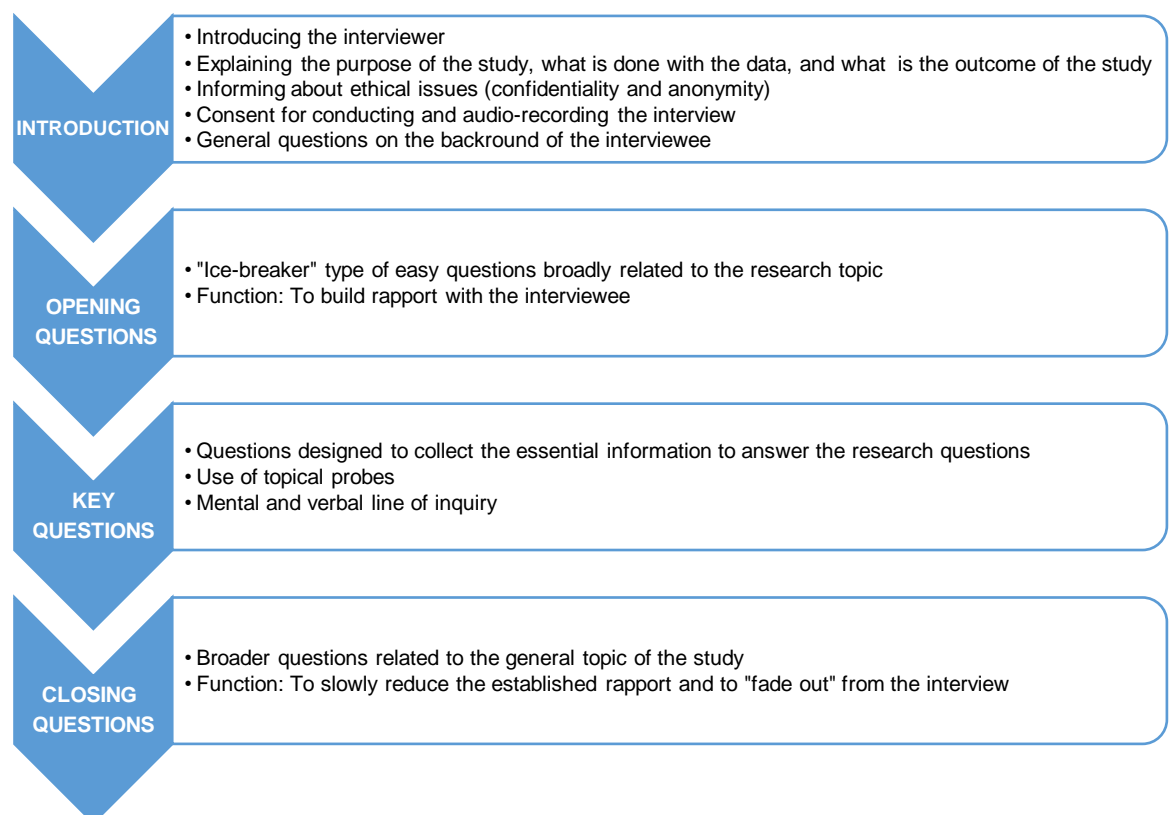 INTRODUCTION
• Introducing the interviewer
• Explaining the purpose of the study, what is done with the data, and what is the outcome of the study
• Informing about ethical issues (confidentiality and anonymity)
• Consent for conducting and audio-recording the interview
• General questions on the backround of the interviewee
OPENING
QUESTIONS
• "Ice-breaker" type of easy questions broadly related to the research topic
• Function: To build rapport with the interviewee
KEY
QUESTIONS
• Questions designed to collect the essential information to answer the research questions
• Use of topical probes
• Mental and verbal line of inquiry
CLOSING
QUESTIONS
• Broader questions related to the general topic of the study
• Function: To slowly reduce the established rapport and to "fade out" from the interview